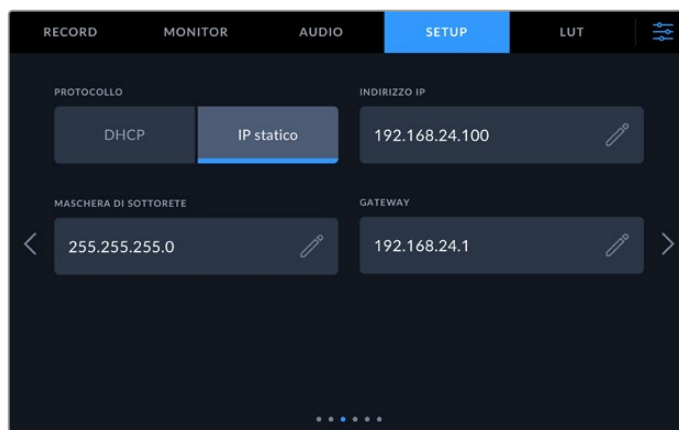 RECORD MONITOR AUDIO SETUP LUT
PROTOCOLLO INDIRIZZO IP
DHCP IP statico 192.168.24.100
MASCHERA DI SOTTORETE GATEWAY
255.255.255.0 192.168.24.1